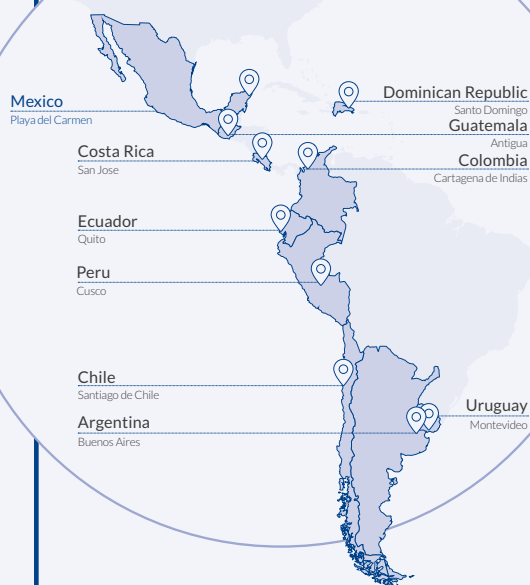 Mexico
Playa del Carmen
Dominican Republic
Santo Domingo
Guatemala
Antigua
Costa Rica
San Jose
Colombia
Cartagena de Indias
Ecuador
Quito
Peru
Cusco
Chile
Santiago de Chile
Uruguay
Montevideo
Argentina
Buenos Aires